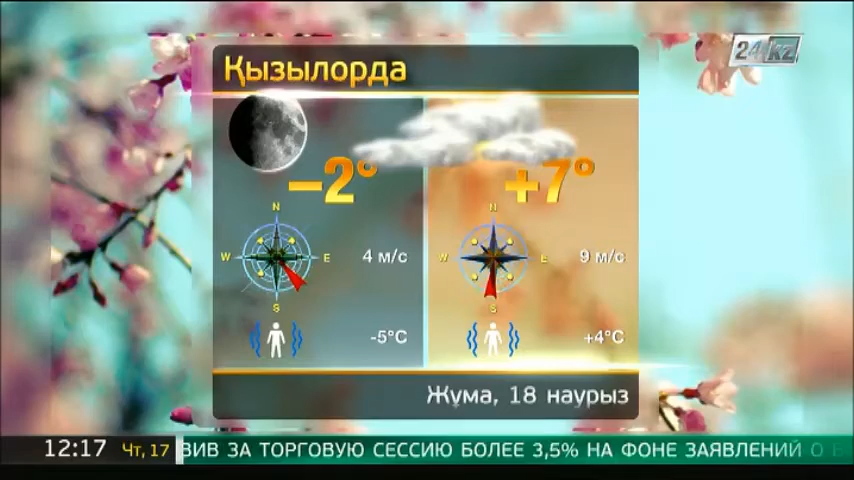 Қызылорда
24 KZ
–2° +7°
N N
W E W E
4 м/с 9 м/с
S S
-5°C +4°C
Жұма, 18 наурыз
12:17 Чт, 17 ВИВ ЗА ТОРГОВУЮ СЕССИЮ БОЛЕЕ 3,5% НА ФОНЕ ЗАЯВЛЕНИЙ О